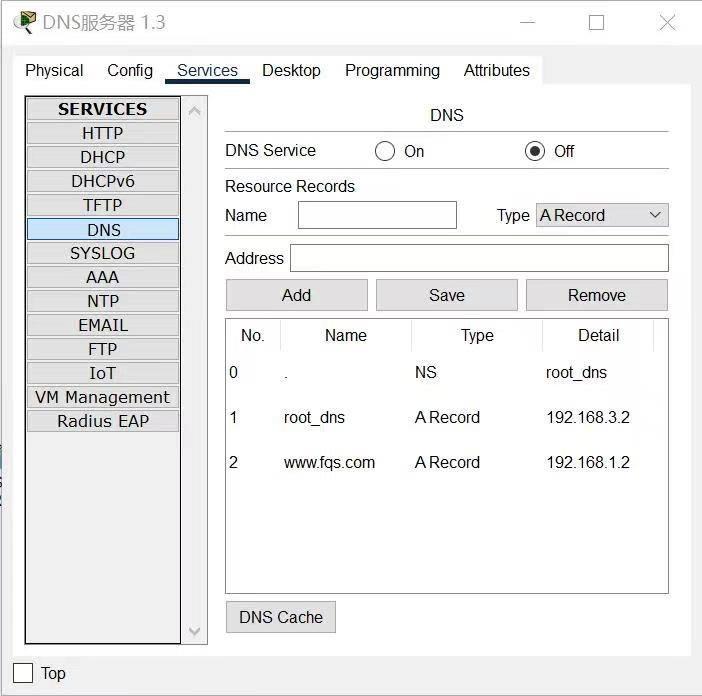 DNS服务器 1.3
Physical Config Services Desktop Programming Attributes
SERVICES
HTTP
DHCP
DHCPv6
TFTP
DNS
SYSLOG
AAA
NTP
EMAIL
FTP
IoT
VM Management
Radius EAP
DNS
DNS Service On Off
Resource Records
Name Type A Record
Address
Add Save Remove
No. Name Type Detail
0 . NS root_dns
1 root_dns A Record 192.168.3.2
2 www.fqs.com A Record 192.168.1.2
DNS Cache
Top